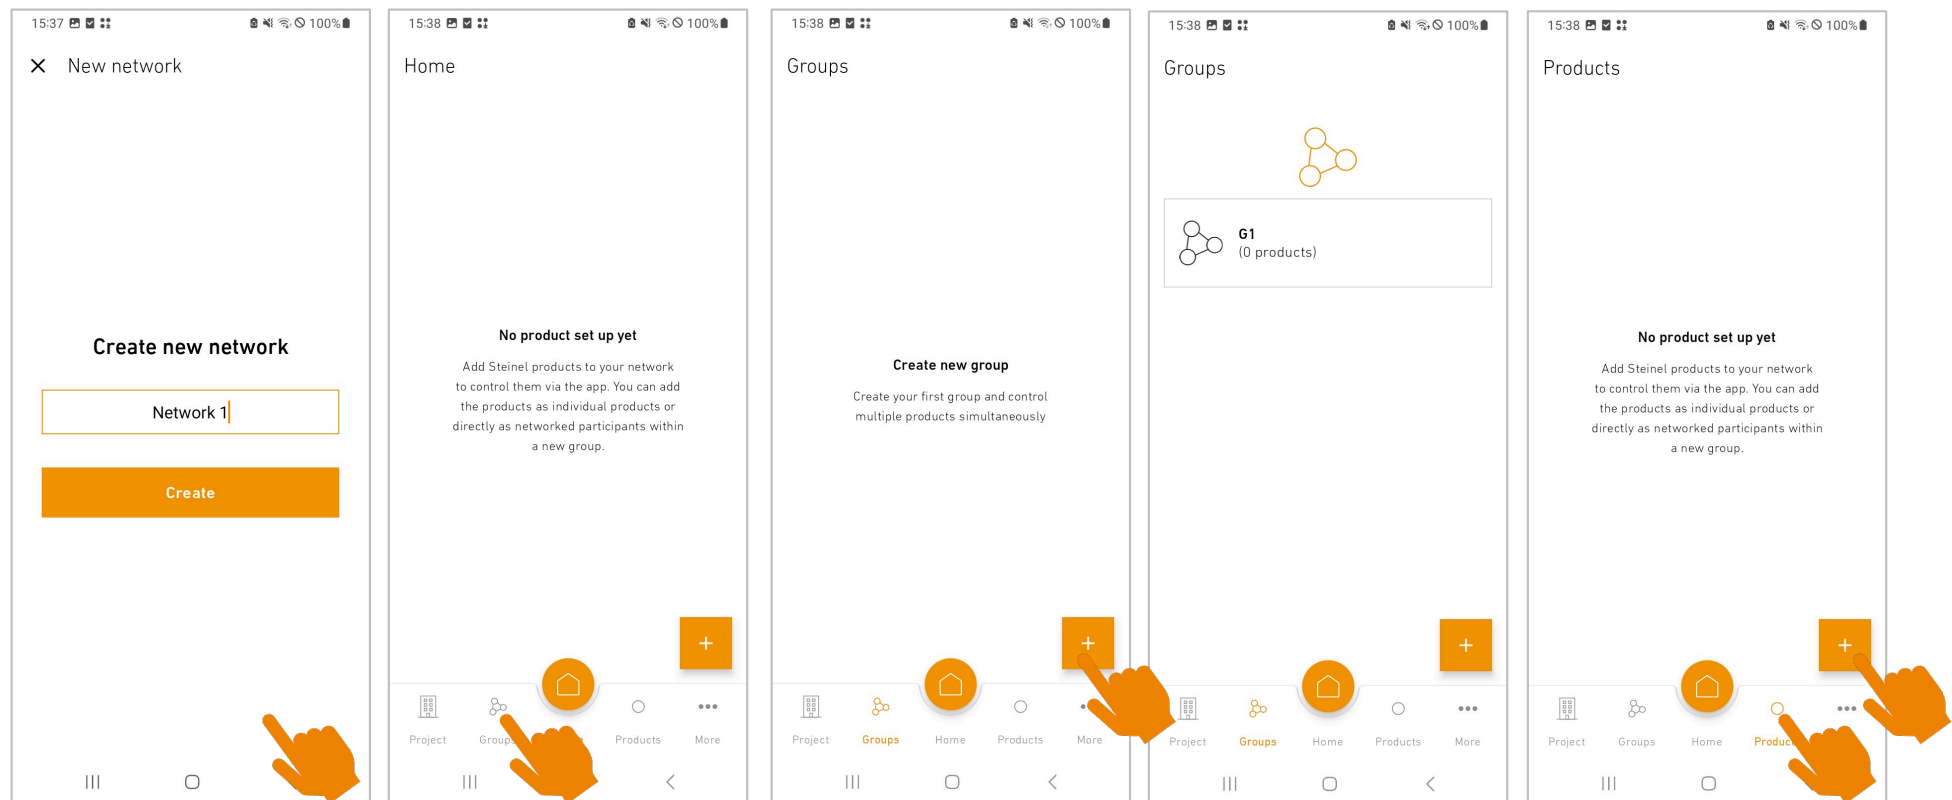 15:37
100%
New network
Create new network
Network 1
Create
15:38
100%
Home
No product set up yet
Add Steinel products to your network
to control them via the app. You can add
the products as individual products or
directly as networked participants within
a new group.
+
Project
Groups
Products
More
15:38
100%
Groups
Create new group
Create your first group and control
multiple products simultaneously
+
Project
Groups
Home
Products
More
15:38
100%
Groups
G1
(0 products)
+
Project
Groups
Home
Products
More
15:38
100%
Products
No product set up yet
Add Steinel products to your network
to control them via the app. You can add
the products as individual products or
directly as networked participants within
a new group.
+
Project
Groups
Home
Produc